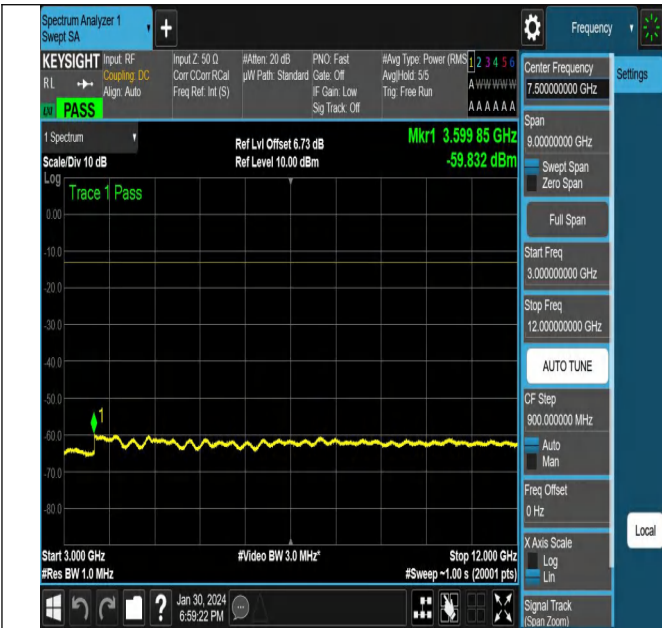 Spectrum Analyzer 1
Swept SA
+
Frequency
KEYSIGHT
RL
PASS
Input: RF
Coupling: DC
Align: Auto
Input Z: 50 Ω
Corr CCorr RCal
Freq Ref: Int (S)
#Atten: 20 dB
µW Path: Standard
PNO: Fast
Gate: Off
IF Gain: Low
Sig Track: Off
#Avg Type: Power (RMS
Avg|Hold: 5/5
Trig: Free Run
1 2 3 4 5 6
A W W W W W
A A A A A A
1 Spectrum
Scale/Div 10 dB
Log
Ref Lvl Offset 6.73 dB
Ref Level 10.00 dBm
Mkr1 3.599 85 GHz
-59.832 dBm
Trace 1 Pass
0.00
-10.0
-20.0
-30.0
-40.0
-50.0
-60.0
-70.0
-80.0
1
Start 3.000 GHz
#Res BW 1.0 MHz
#Video BW 3.0 MHz*
Stop 12.000 GHz
#Sweep ~1.00 s (20001 pts)
?
Jan 30, 2024
6:59:22 PM
Center Frequency
7.500000000 GHz
Span
9.00000000 GHz
Swept Span
Zero Span
Full Span
Start Freq
3.000000000 GHz
Stop Freq
12.000000000 GHz
AUTO TUNE
CF Step
900.000000 MHz
Auto
Man
Freq Offset
0 Hz
X Axis Scale
Log
Lin
Signal Track
(Span Zoom)
Settings
Local